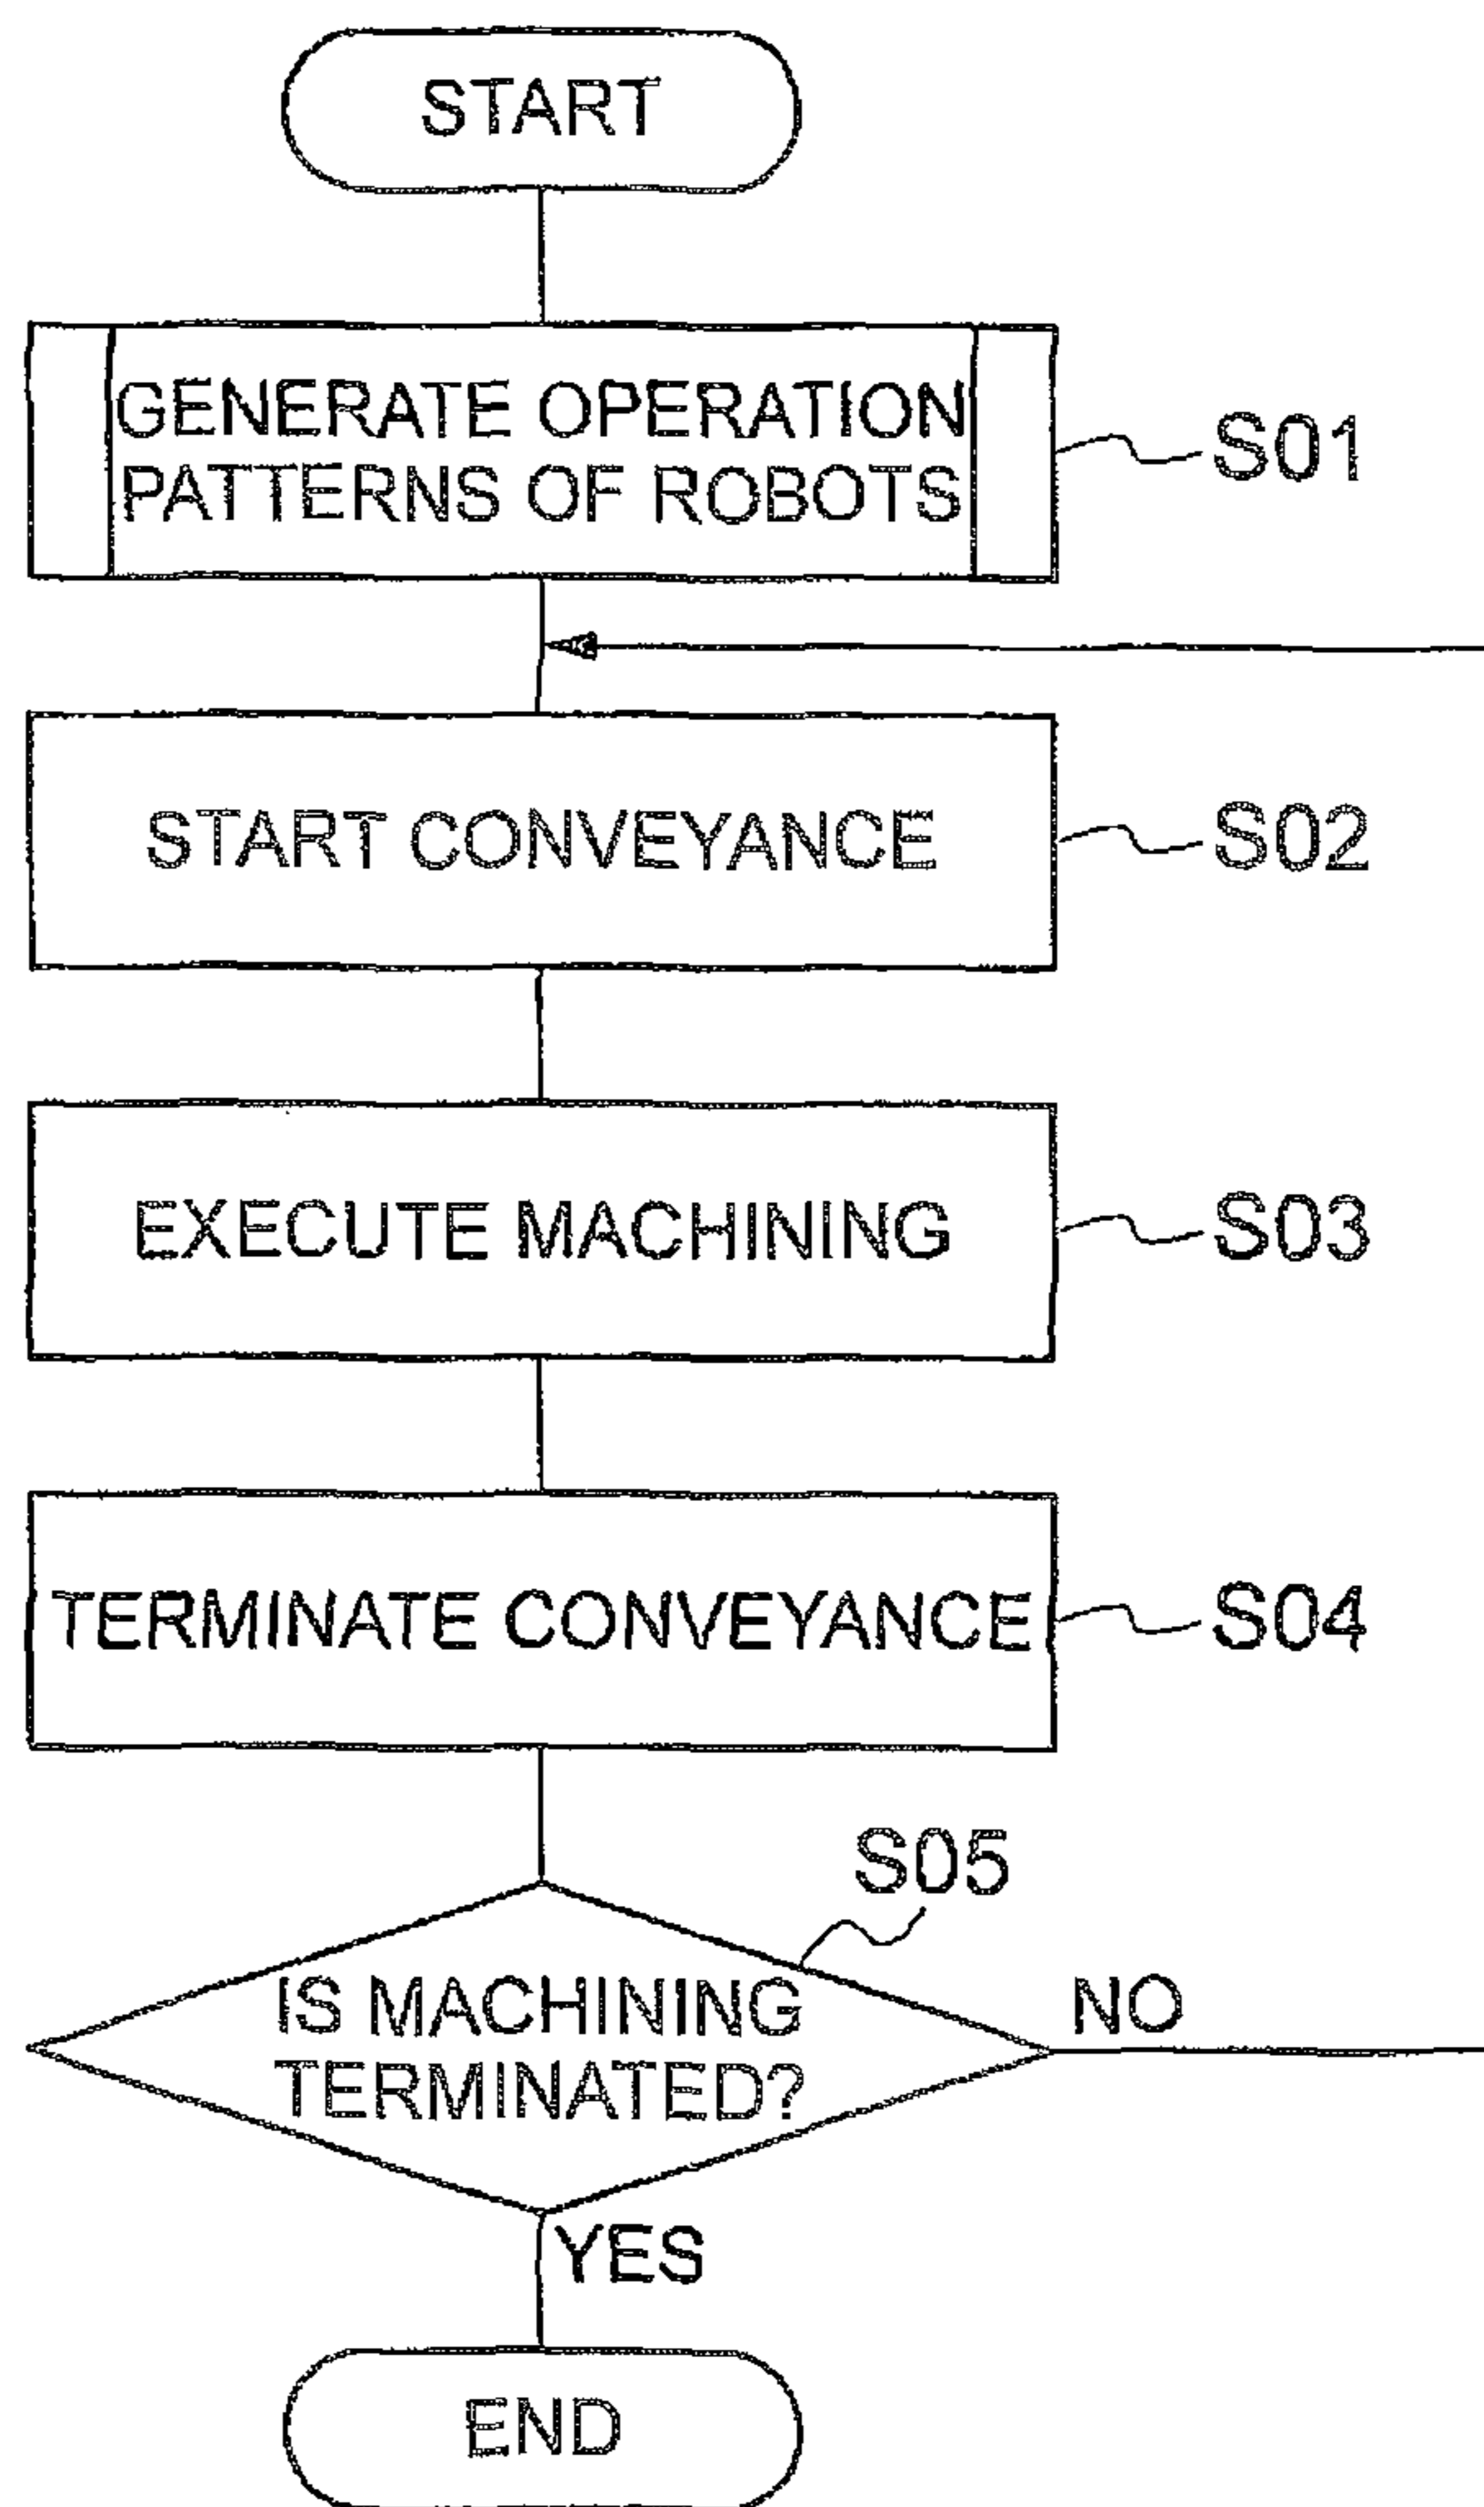 START
GENERATE OPERATION
PATTERNS OF ROBOTS
S01
START CONVEYANCE
S02
EXECUTE MACHINING
S03
TERMINATE CONVEYANCE
S04
S05
IS MACHINING
TERMINATED?
NO
YES
END